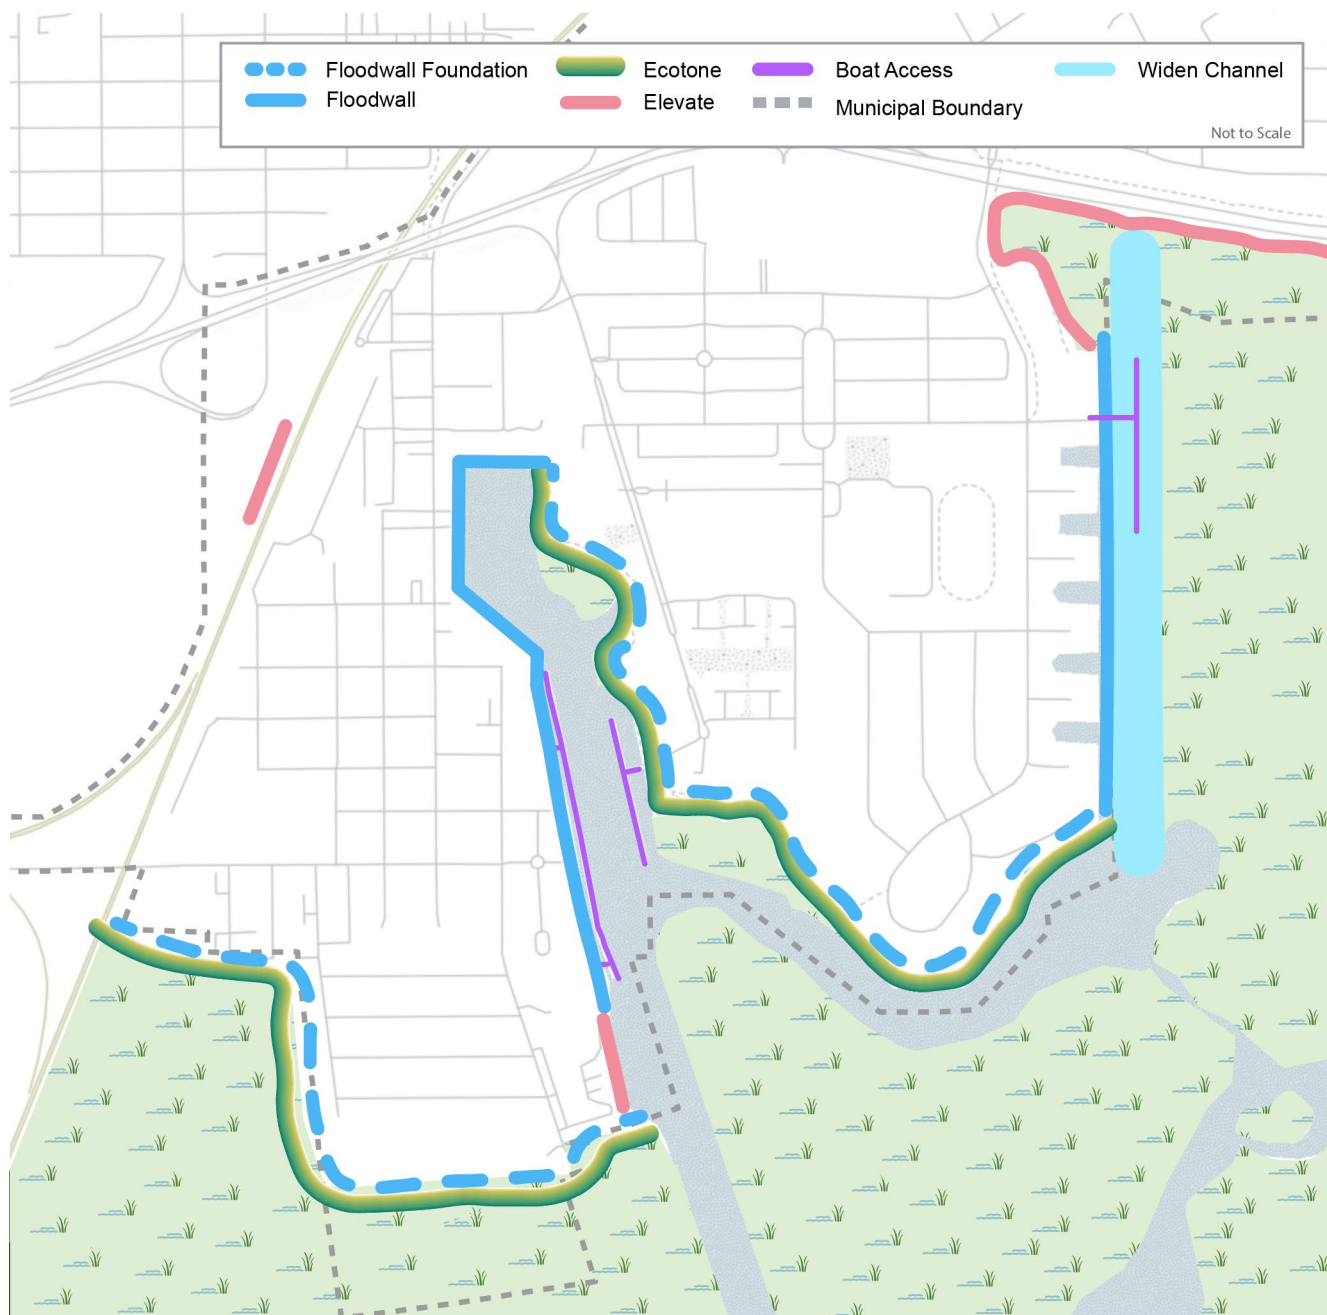 Floodwall Foundation
Ecotone
Boat Access
Widen Channel
Floodwall
Elevate
Municipal Boundary
Not to Scale